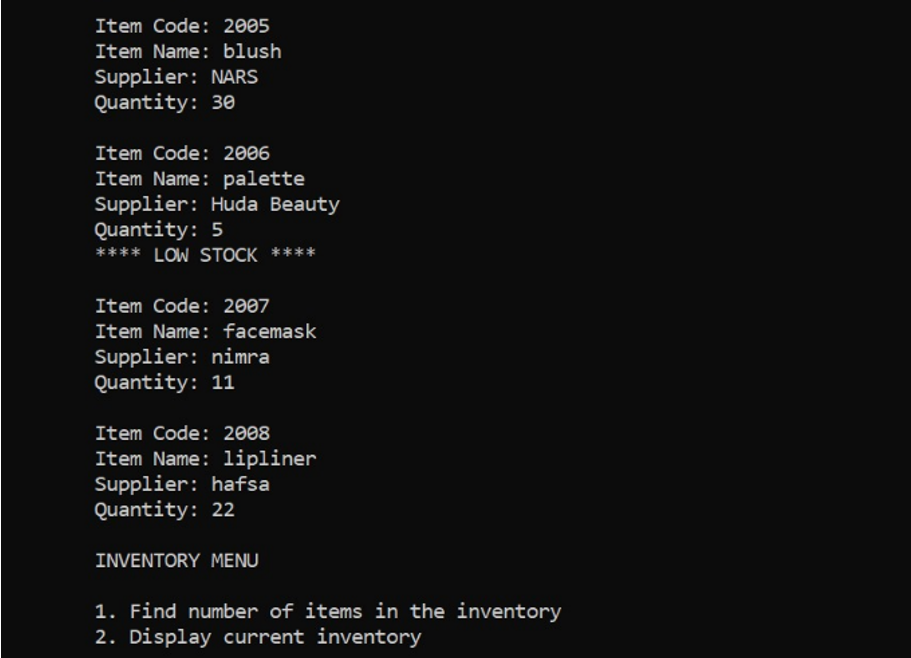 Item Code: 2005
Item Name: blush
Supplier: NARS
Quantity: 30
Item Code: 2006
Item Name: palette
Supplier: Huda Beauty
Quantity: 5
**** LOW STOCK ****
Item Code: 2007
Item Name: facemask
Supplier: nimra
Quantity: 11
Item Code: 2008
Item Name: lipliner
Supplier: hafsa
Quantity: 22
INVENTORY MENU
1. Find number of items in the inventory
2. Display current inventory